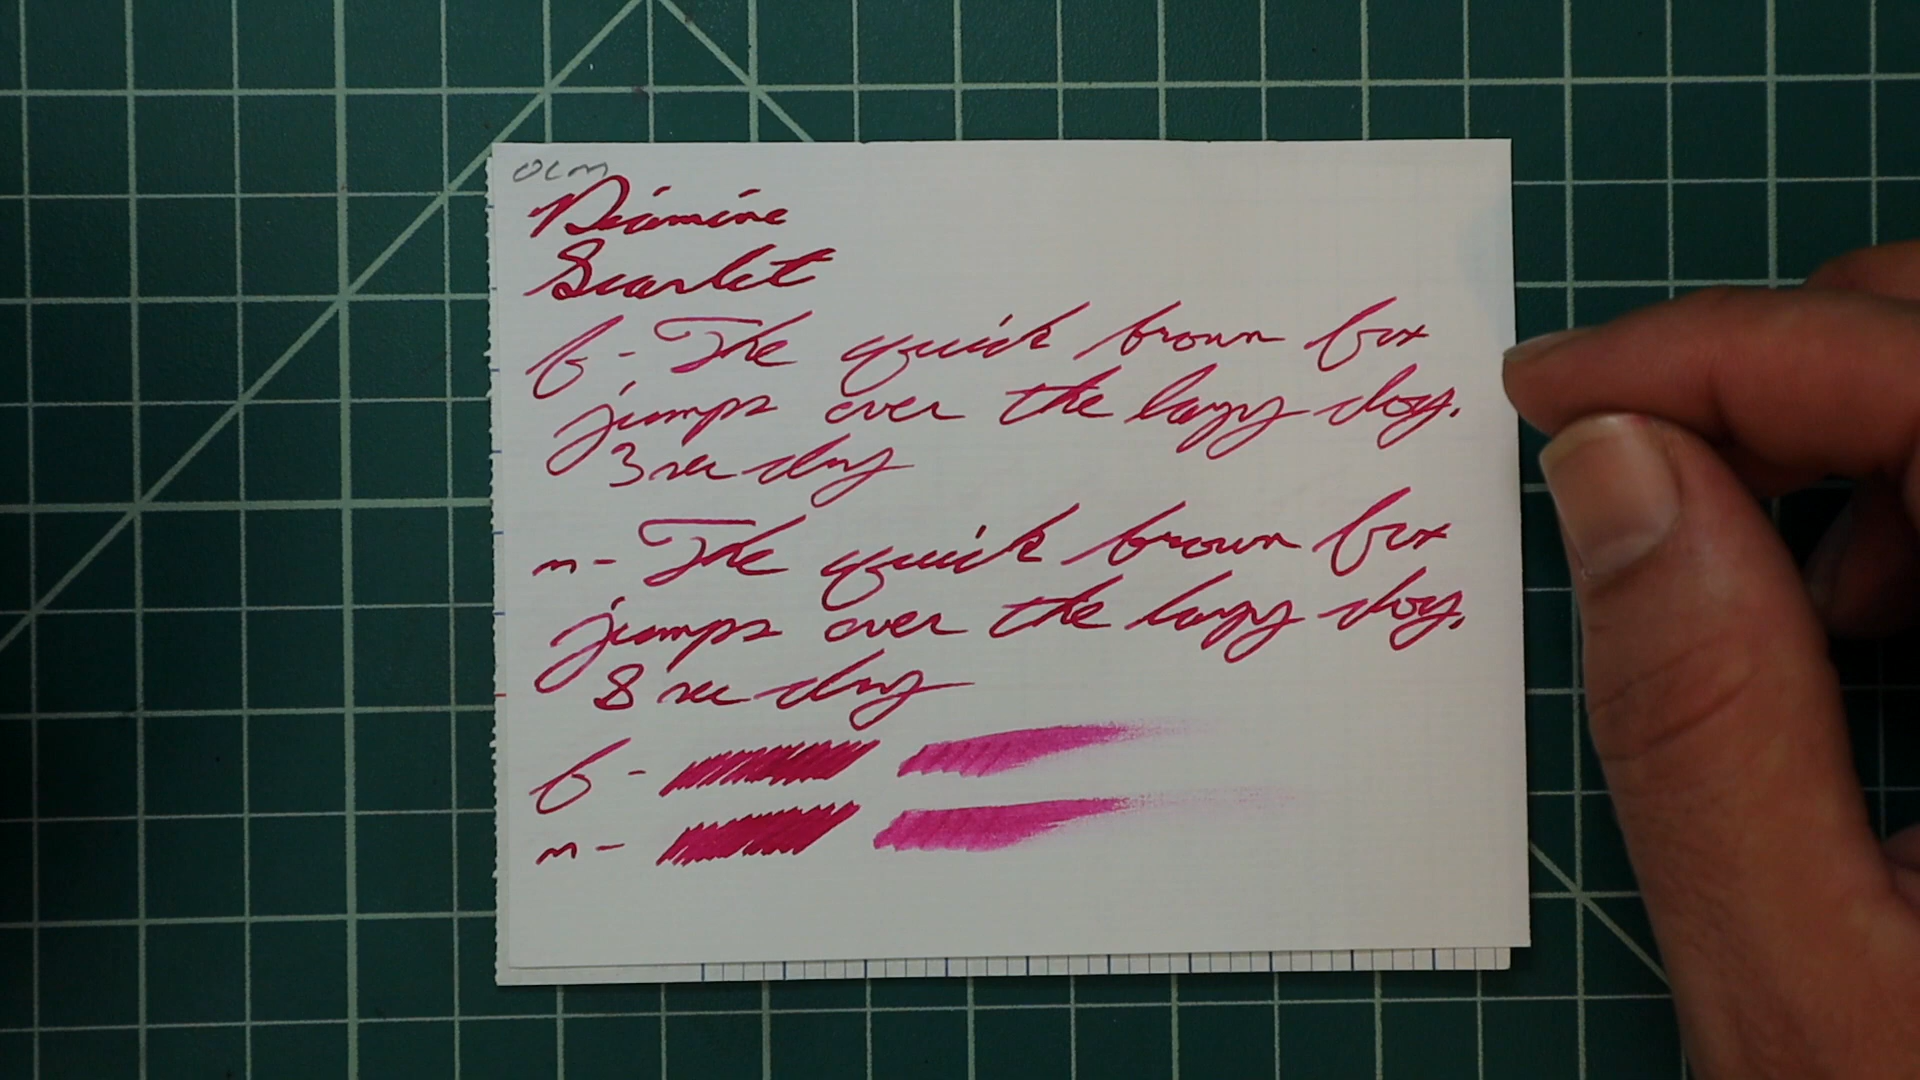 OCM
Diamine
Scarlet
f - The quick brown fox
jumps over the lazy dog.
3 sec dry
m - The quick brown fox
jumps over the lazy dog.
8 sec dry
f -
m -